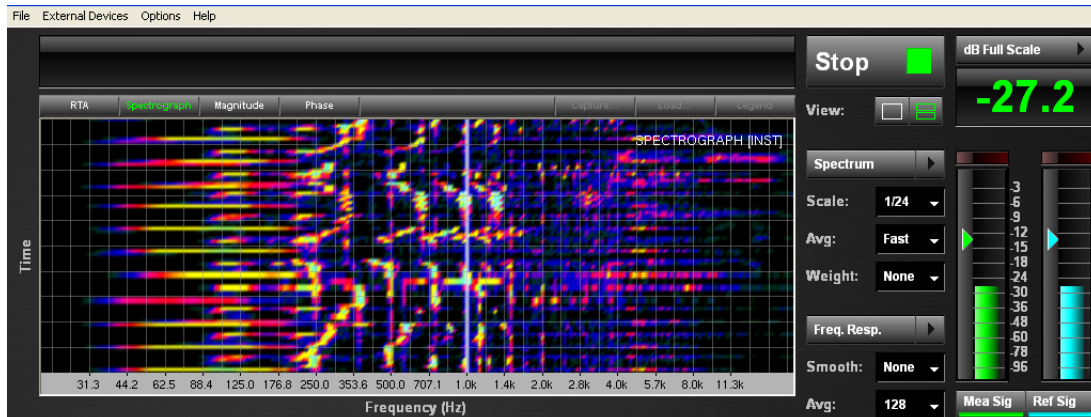 File External Devices Options Help
Stop
dB Full Scale
-27.2
RTA Spectrograph Magnitude Phase Capture... Load... Legend
View:
SPECTROGRAPH [INST]
Spectrum
Scale: 1/24
Avg: Fast
Weight: None
Freq. Resp.
Smooth: None
Avg: 128
-3
-6
-9
-12
-15
-18
-24
-30
-36
-48
-60
-78
-96
Mea Sig Ref Sig
Time
31.3 44.2 62.5 88.4 125.0 176.8 250.0 353.6 500.0 707.1 1.0k 1.4k 2.0k 2.8k 4.0k 5.7k 8.0k 11.3k
Frequency (Hz)